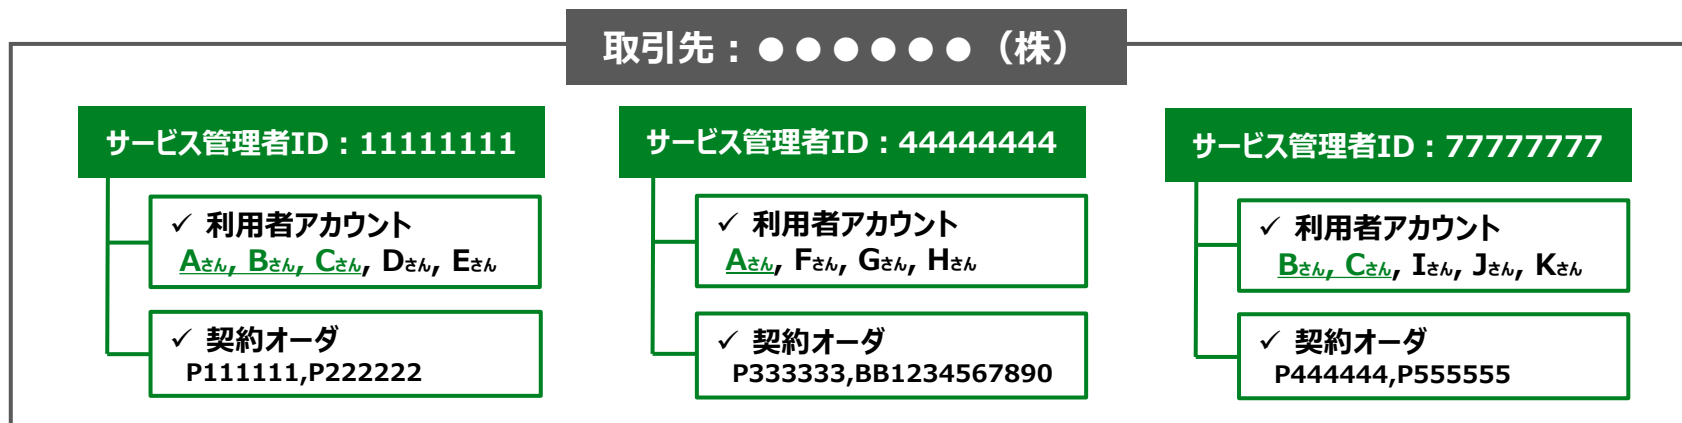 取引先：●●●●●●（株）
サービス管理者ID：11111111
✓ 利用者アカウント
Aさん, Bさん, Cさん, Dさん, Eさん
✓ 契約オーダ
P111111,P222222
サービス管理者ID：44444444
✓ 利用者アカウント
Aさん, Fさん, Gさん, Hさん
✓ 契約オーダ
P333333,BB1234567890
サービス管理者ID：77777777
✓ 利用者アカウント
Bさん, Cさん, Iさん, Jさん, Kさん
✓ 契約オーダ
P444444,P555555